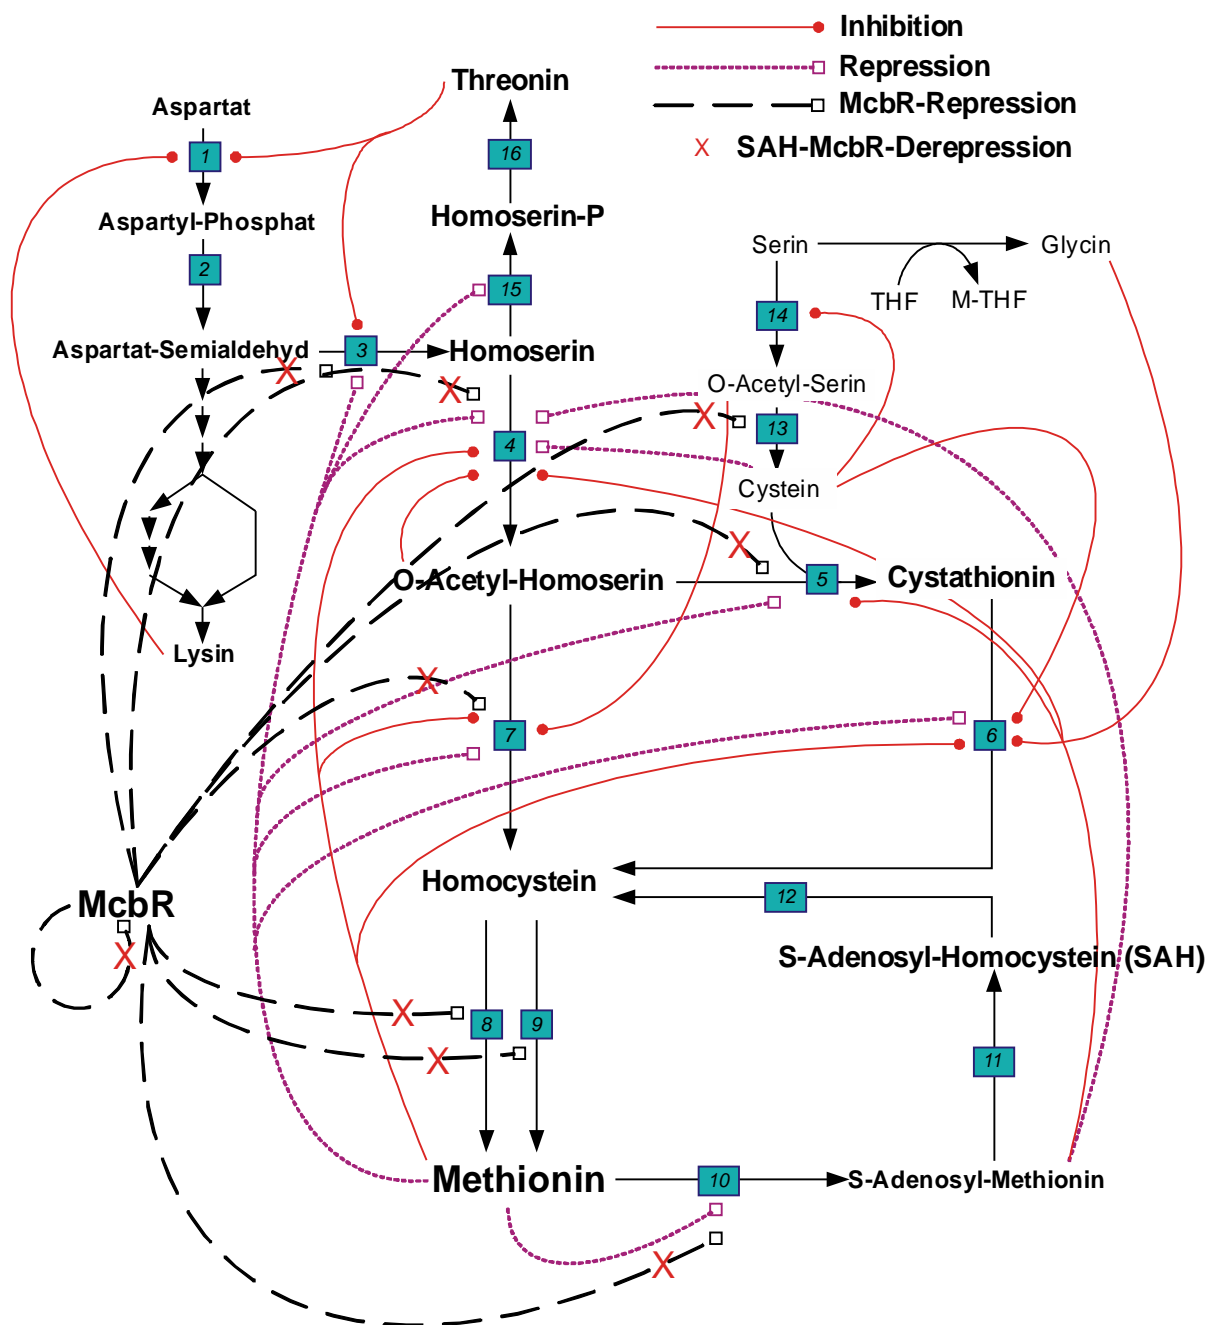 Inhibition
Repression
McbR-Repression
X SAH-McbR-Derepression
Threonin
Aspartat
1
16
Aspartyl-Phosphat
Homoserin-P
Serin
Glycin
2
15
THF
M-THF
14
Aspartat-Semialdehyd
3
Homoserin
X
X
O-Acetyl-Serin
X
13
4
Cystein
X
O-Acetyl-Homoserin
5
Cystathionin
Lysin
X
7
6
Homocystein
12
McbR
X
S-Adenosyl-Homocystein (SAH)
X
8
9
X
11
Methionin
10
S-Adenosyl-Methionin
X